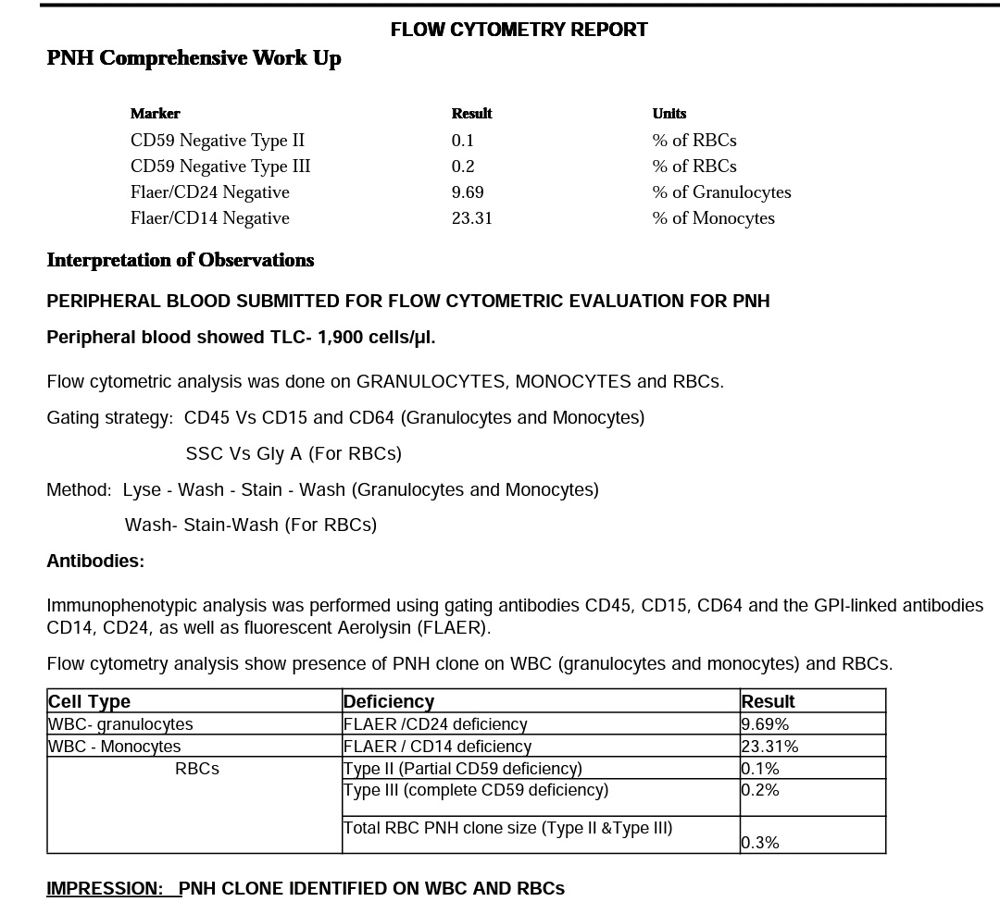 FLOW CYTOMETRY REPORT
PNH Comprehensive Work Up
Marker Result Units
CD59 Negative Type II 0.1 % of RBCs
CD59 Negative Type III 0.2 % of RBCs
Flaer/CD24 Negative 9.69 % of Granulocytes
Flaer/CD14 Negative 23.31 % of Monocytes
Interpretation of Observations
PERIPHERAL BLOOD SUBMITTED FOR FLOW CYTOMETRIC EVALUATION FOR PNH
Peripheral blood showed TLC- 1,900 cells/µl.
Flow cytometric analysis was done on GRANULOCYTES, MONOCYTES and RBCs.
Gating strategy: CD45 Vs CD15 and CD64 (Granulocytes and Monocytes)
SSC Vs Gly A (For RBCs)
Method: Lyse - Wash - Stain - Wash (Granulocytes and Monocytes)
Wash- Stain-Wash (For RBCs)
Antibodies:
Immunophenotypic analysis was performed using gating antibodies CD45, CD15, CD64 and the GPI-linked antibodies
CD14, CD24, as well as fluorescent Aerolysin (FLAER).
Flow cytometry analysis show presence of PNH clone on WBC (granulocytes and monocytes) and RBCs.
Cell Type Deficiency Result
WBC- granulocytes FLAER /CD24 deficiency 9.69%
WBC - Monocytes FLAER / CD14 deficiency 23.31%
RBCs Type II (Partial CD59 deficiency) 0.1%
Type III (complete CD59 deficiency) 0.2%
Total RBC PNH clone size (Type II &Type III) 0.3%
IMPRESSION: PNH CLONE IDENTIFIED ON WBC AND RBCs